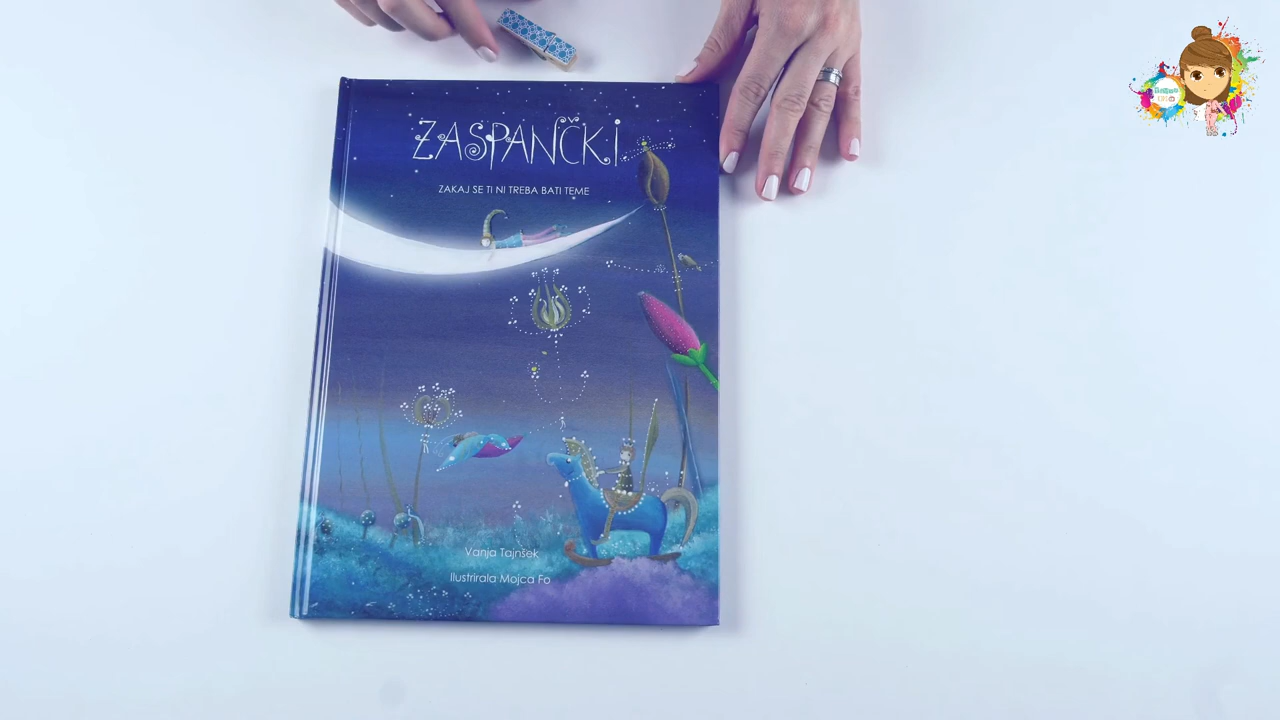 ZASPANČKI
ZAKAJ SE TI NI TREBA BATI TEME
Vanja Tajnšek
Ilustrirala Mojca Fo